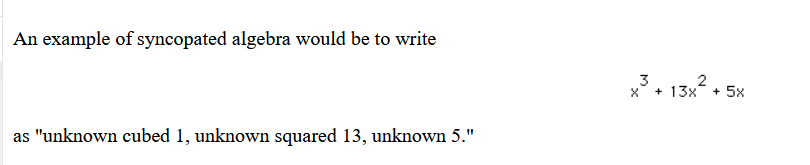 An example of syncopated algebra would be to write
x³ + 13x² + 5x
as "unknown cubed 1, unknown squared 13, unknown 5."